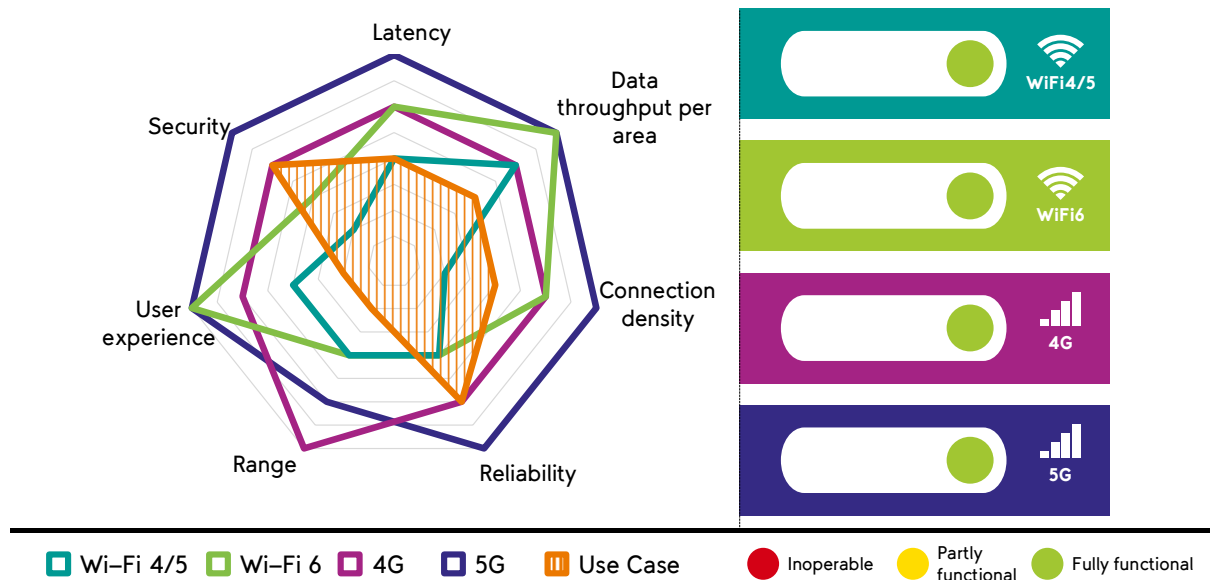 Latency
Data
throughput per
area
Security
Connection
density
User
experience
Range
Reliability
WiFi4/5
WiFi6
4G
5G
Wi–Fi 4/5
Wi–Fi 6
4G
5G
Use Case
Inoperable
Partly
functional
Fully functional